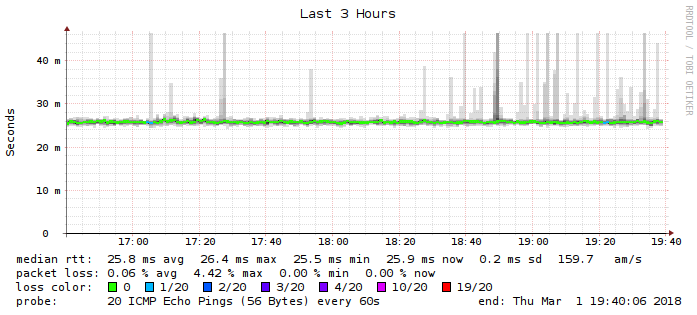 Last 3 Hours
RRDTOOL / TOBI OETIKER
Seconds
40 m
30 m
20 m
10 m
0
17:00 17:20 17:40 18:00 18:20 18:40 19:00 19:20 19:40
median rtt: 25.8 ms avg 26.4 ms max 25.5 ms min 25.9 ms now 0.2 ms sd 159.7 am/s
packet loss: 0.06 % avg 4.42 % max 0.00 % min 0.00 % now
loss color: 0 1/20 2/20 3/20 4/20 10/20 19/20
probe: 20 ICMP Echo Pings (56 Bytes) every 60s end: Thu Mar 1 19:40:06 2018